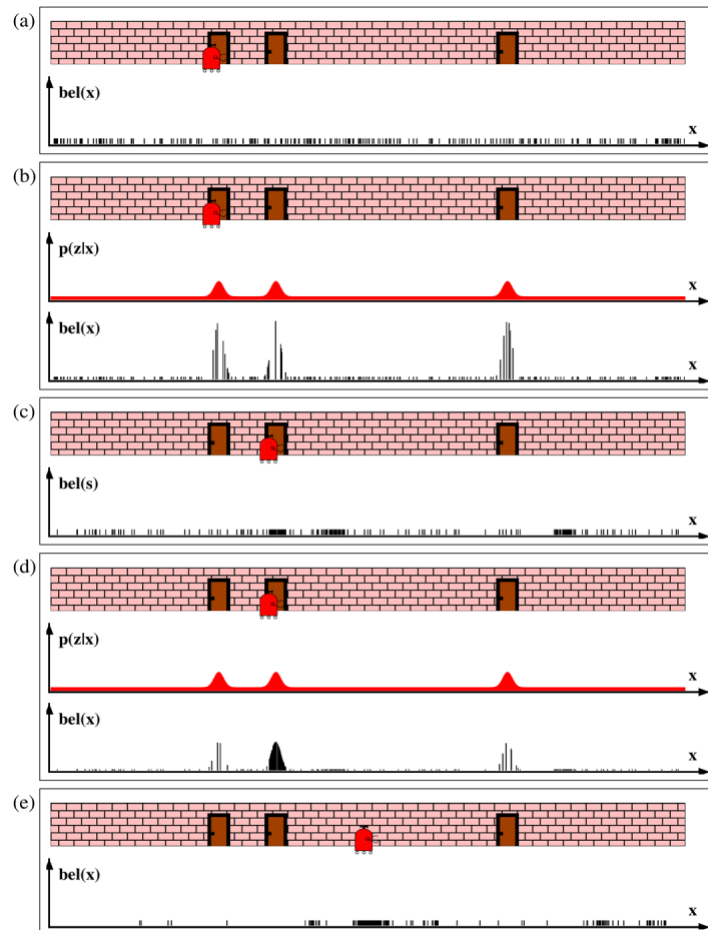 (a)
bel(x)
x
(b)
p(z|x)
x
bel(x)
x
(c)
bel(s)
x
(d)
p(z|x)
x
bel(x)
x
(e)
bel(x)
x